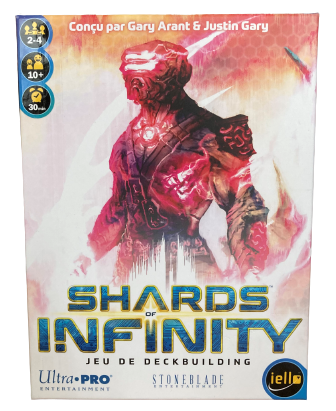 Conçu par Gary Arant & Justin Gary
2-4
10+
30min
SHARDS
OF
INFINITY
JEU DE DECKBUILDING
Ultra•PRO
ENTERTAINMENT
STONEBLADE
ENTERTAINMENT
iello